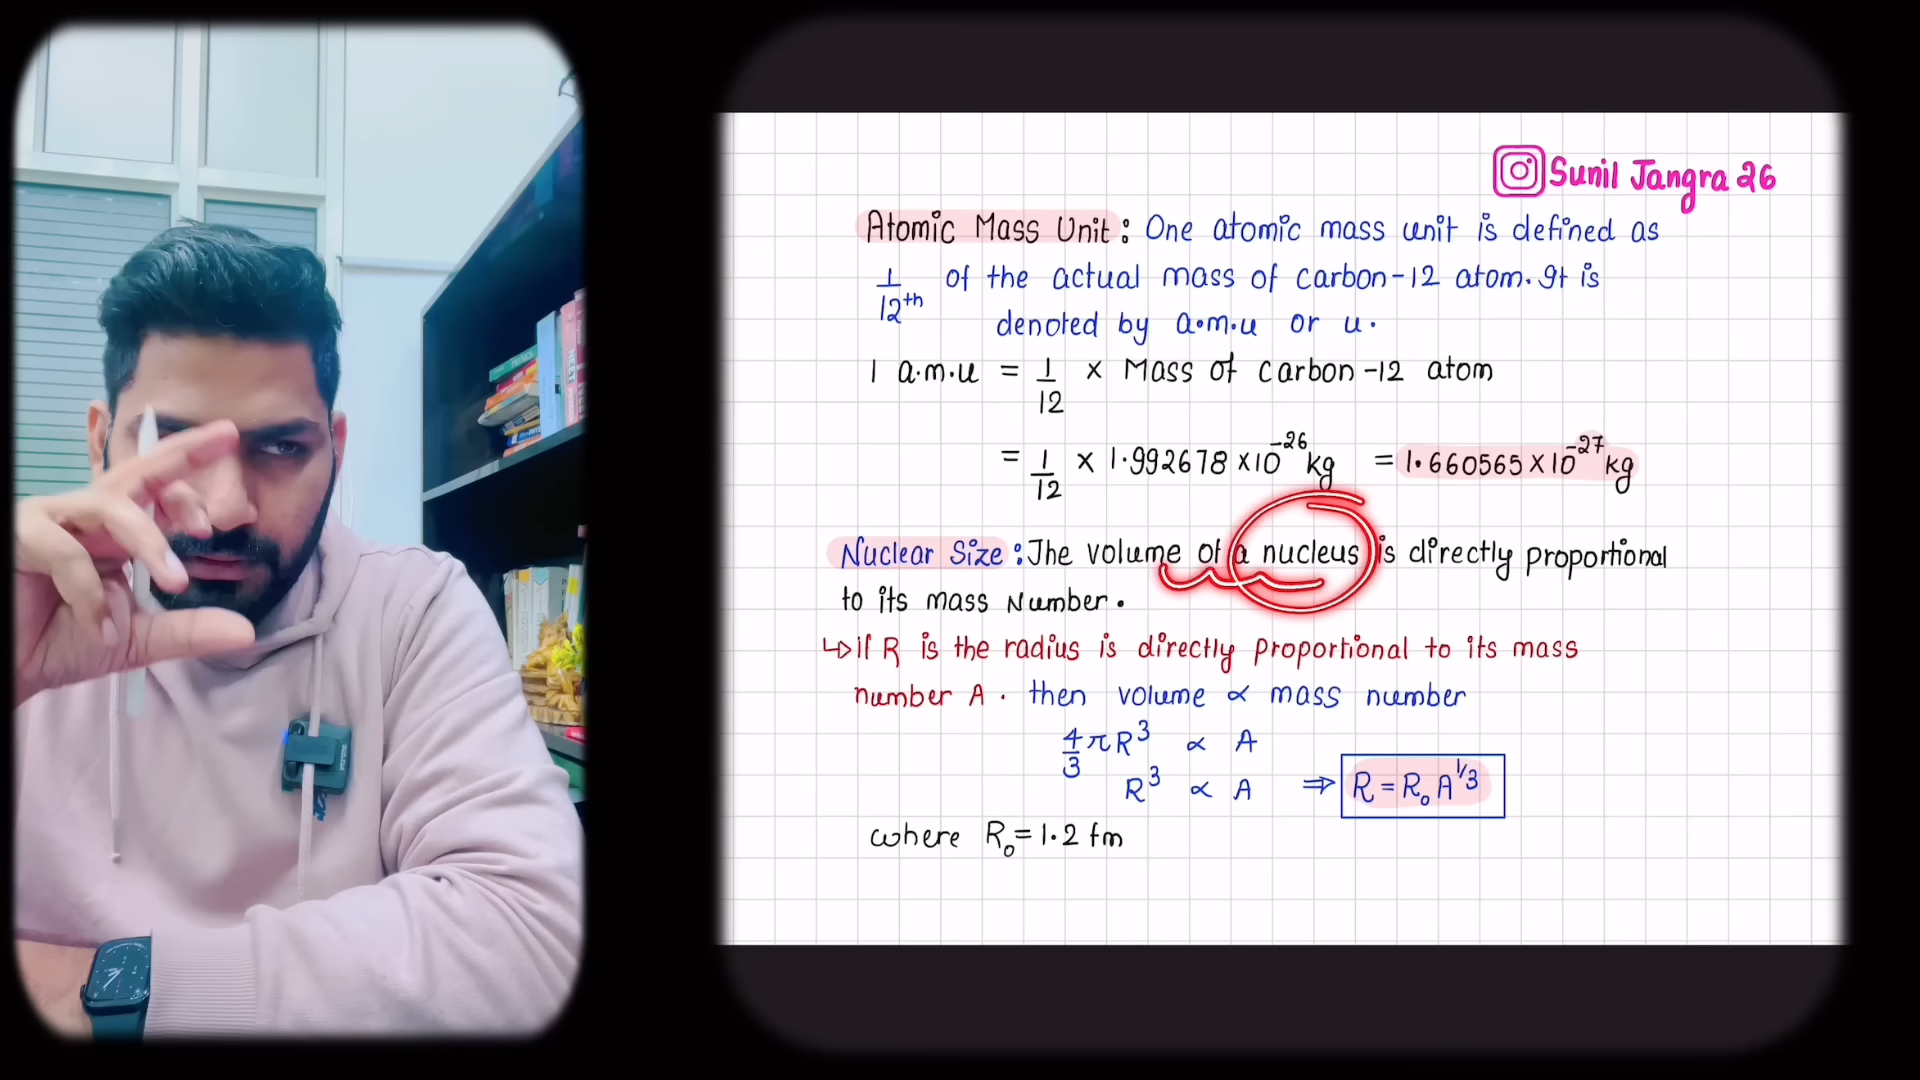 Sunil Jangra 26
Atomic Mass Unit : One atomic mass unit is defined as
1/12th of the actual mass of carbon-12 atom. It is
denoted by a.m.u or u.
1 a.m.u = 1/12 × Mass of carbon-12 atom
= 1/12 × 1.992678 ×10^-26 kg = 1.660565 ×10^-27 kg
Nuclear Size : The volume of a nucleus is directly proportional
to its mass Number.
↳ If R is the radius is directly proportional to its mass
number A. then volume ∝ mass number
4/3 πR^3 ∝ A
R^3 ∝ A ⇒ R = R₀ A^1/3
where R₀ = 1.2 fm